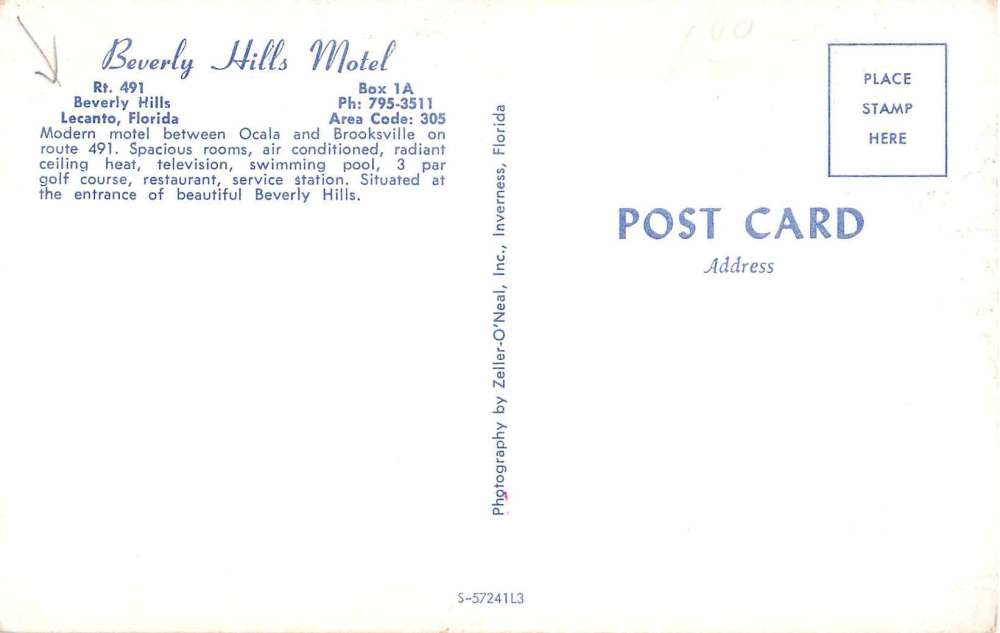 Beverly Hills Motel
Rt. 491 Box 1A
Beverly Hills Ph: 795-3511
Lecanto, Florida Area Code: 305
Modern motel between Ocala and Brooksville on
route 491. Spacious rooms, air conditioned, radiant
ceiling heat, television, swimming pool, 3 par
golf course, restaurant, service station. Situated at
the entrance of beautiful Beverly Hills.
Photography by Zeller-O'Neal, Inc., Inverness, Florida
S-57241L3
100
PLACE
STAMP
HERE
POST CARD
Address